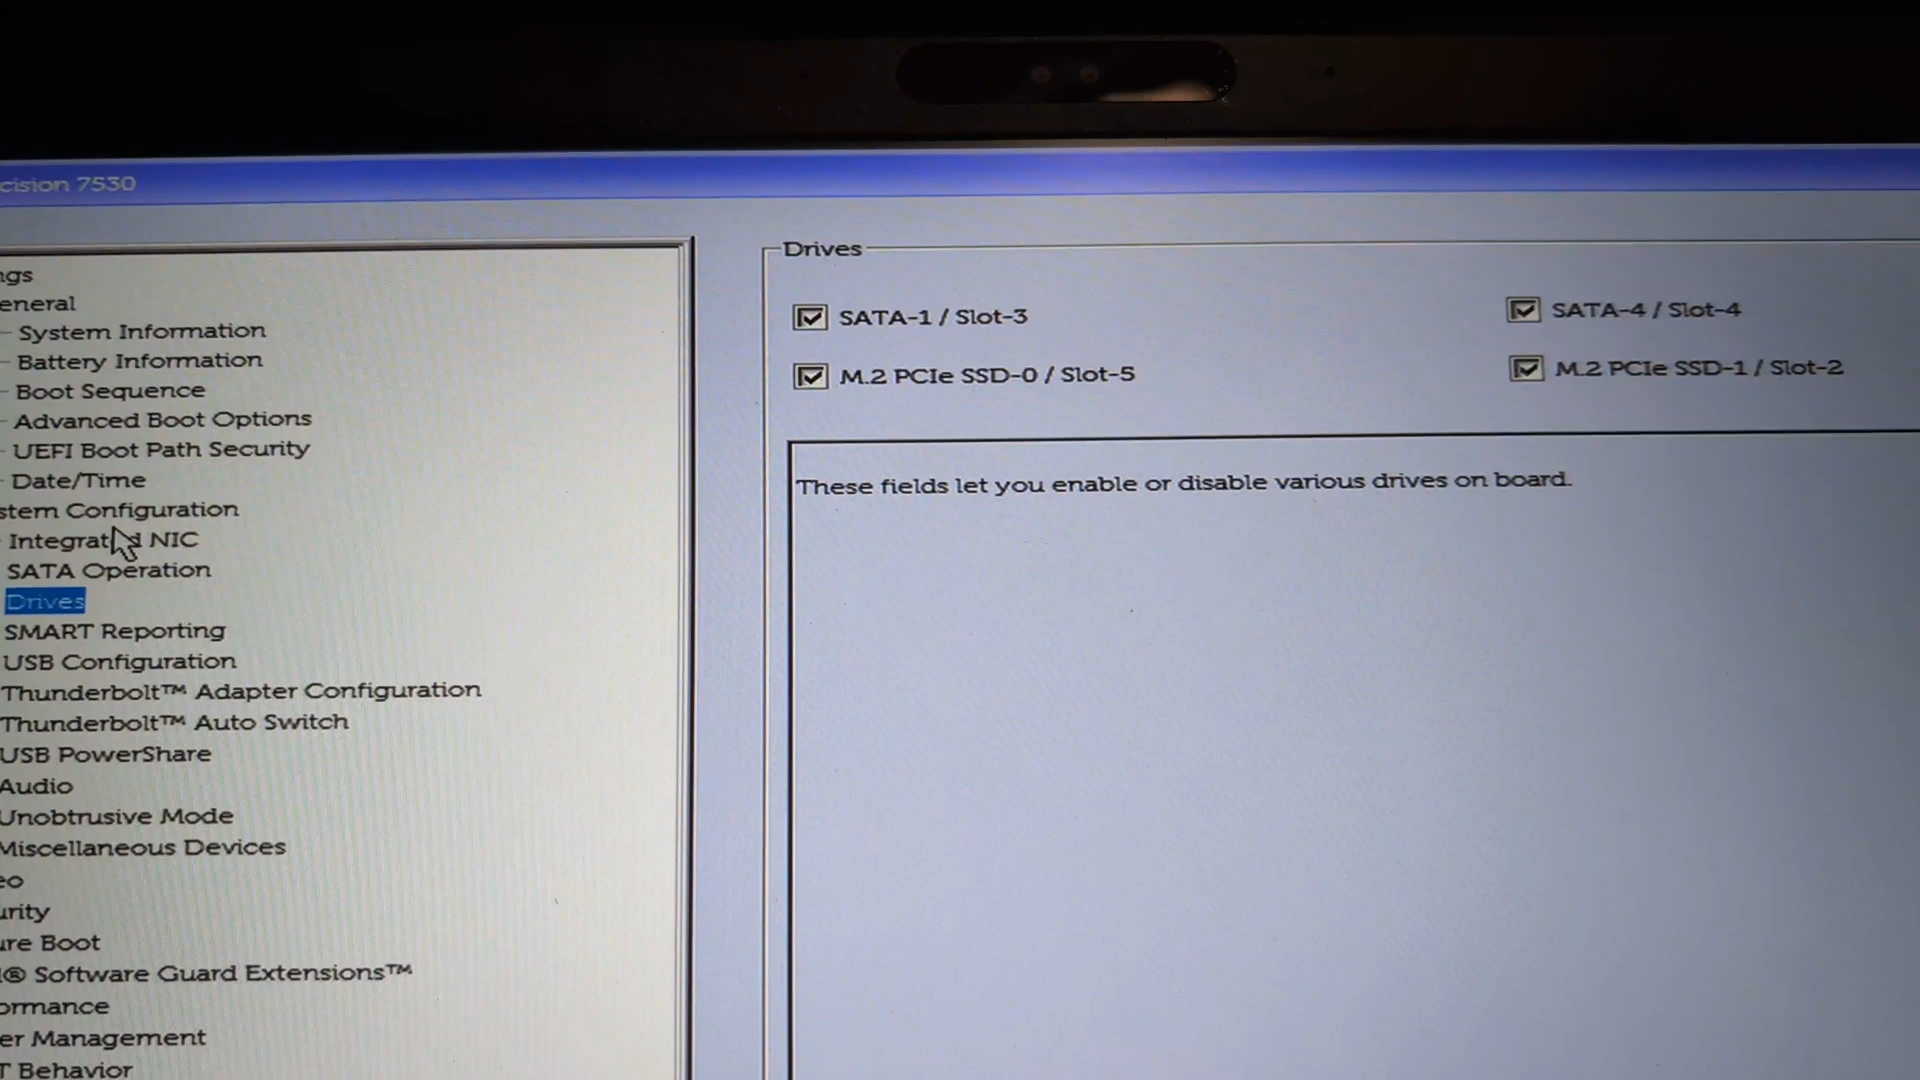 cision 7530
ngs
eneral
System Information
Battery Information
Boot Sequence
Advanced Boot Options
UEFI Boot Path Security
Date/Time
stem Configuration
Integrated NIC
SATA Operation
Drives
SMART Reporting
USB Configuration
Thunderbolt™ Adapter Configuration
Thunderbolt™ Auto Switch
USB PowerShare
Audio
Unobtrusive Mode
Miscellaneous Devices
eo
urity
ure Boot
l® Software Guard Extensions™
ormance
er Management
T Behavior
Drives
SATA-1 / Slot-3
SATA-4 / Slot-4
M.2 PCIe SSD-0 / Slot-5
M.2 PCIe SSD-1 / Slot-2
These fields let you enable or disable various drives on board.